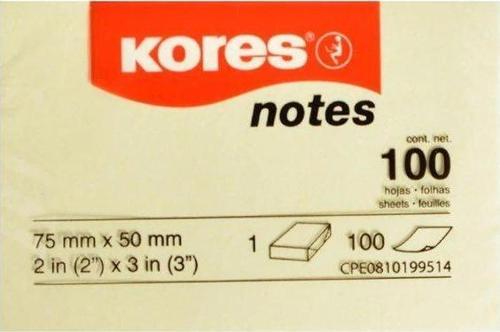 Kores
notes
cont. net.
100
hojas · folhas
sheets · feuilles
75 mm x 50 mm
2 in (2”) x 3 in (3”)
1
100
CPE0810199514